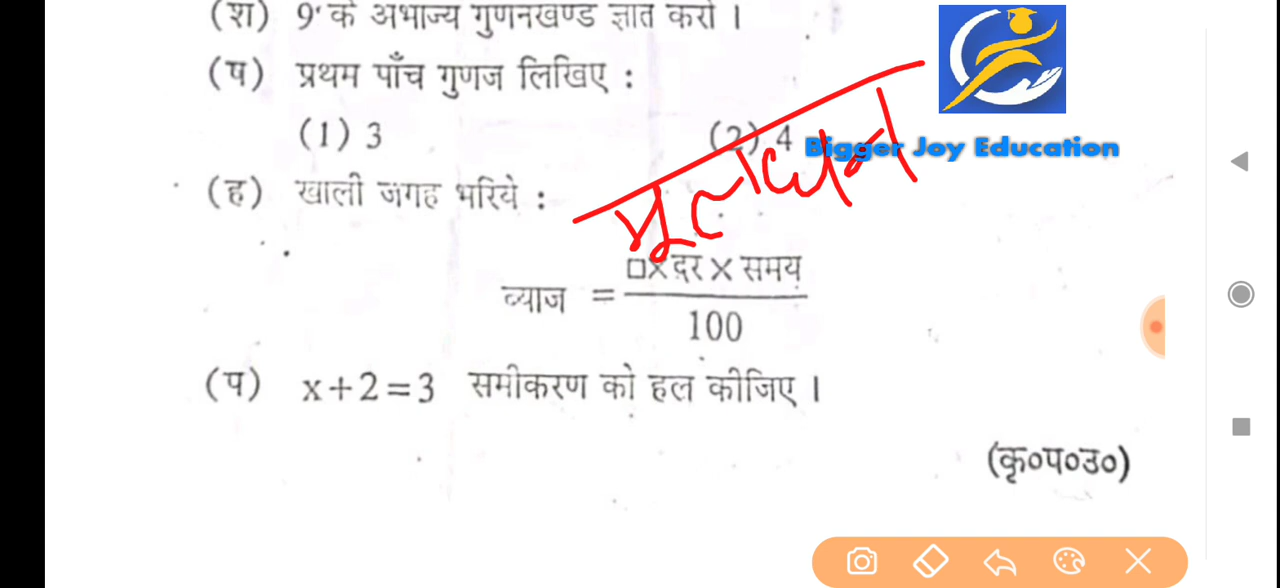 (श) 9' के अभाज्य गुणनखण्ड ज्ञात करो ।
(ष) प्रथम पाँच गुणज लिखिए :
(1) 3 (2) 4
Bigger Joy Education
(ह) खाली जगह भरिये :
मूलधन
व्याज = □× दर × समय
100
(प) x+2=3 समीकरण को हल कीजिए ।
(कृ०प०उ०)